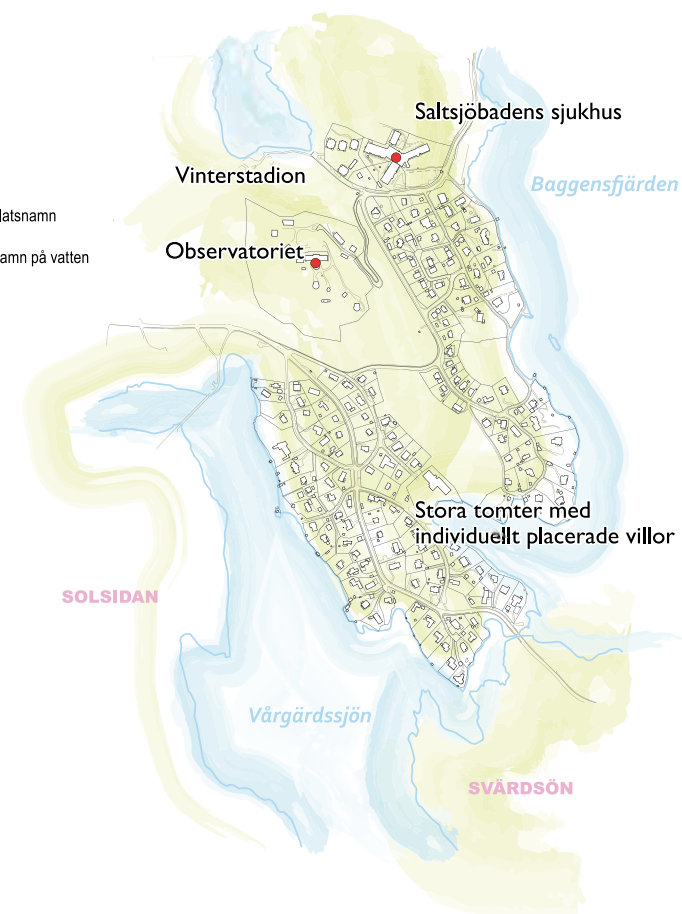 Saltsjöbadens sjukhus
Vinterstadion
Baggensfjärden
latsnamn
Observatoriet
amn på vatten
Stora tomter med
individuellt placerade villor
SOLSIDAN
Vårgärdssjön
SVÄRDSÖN